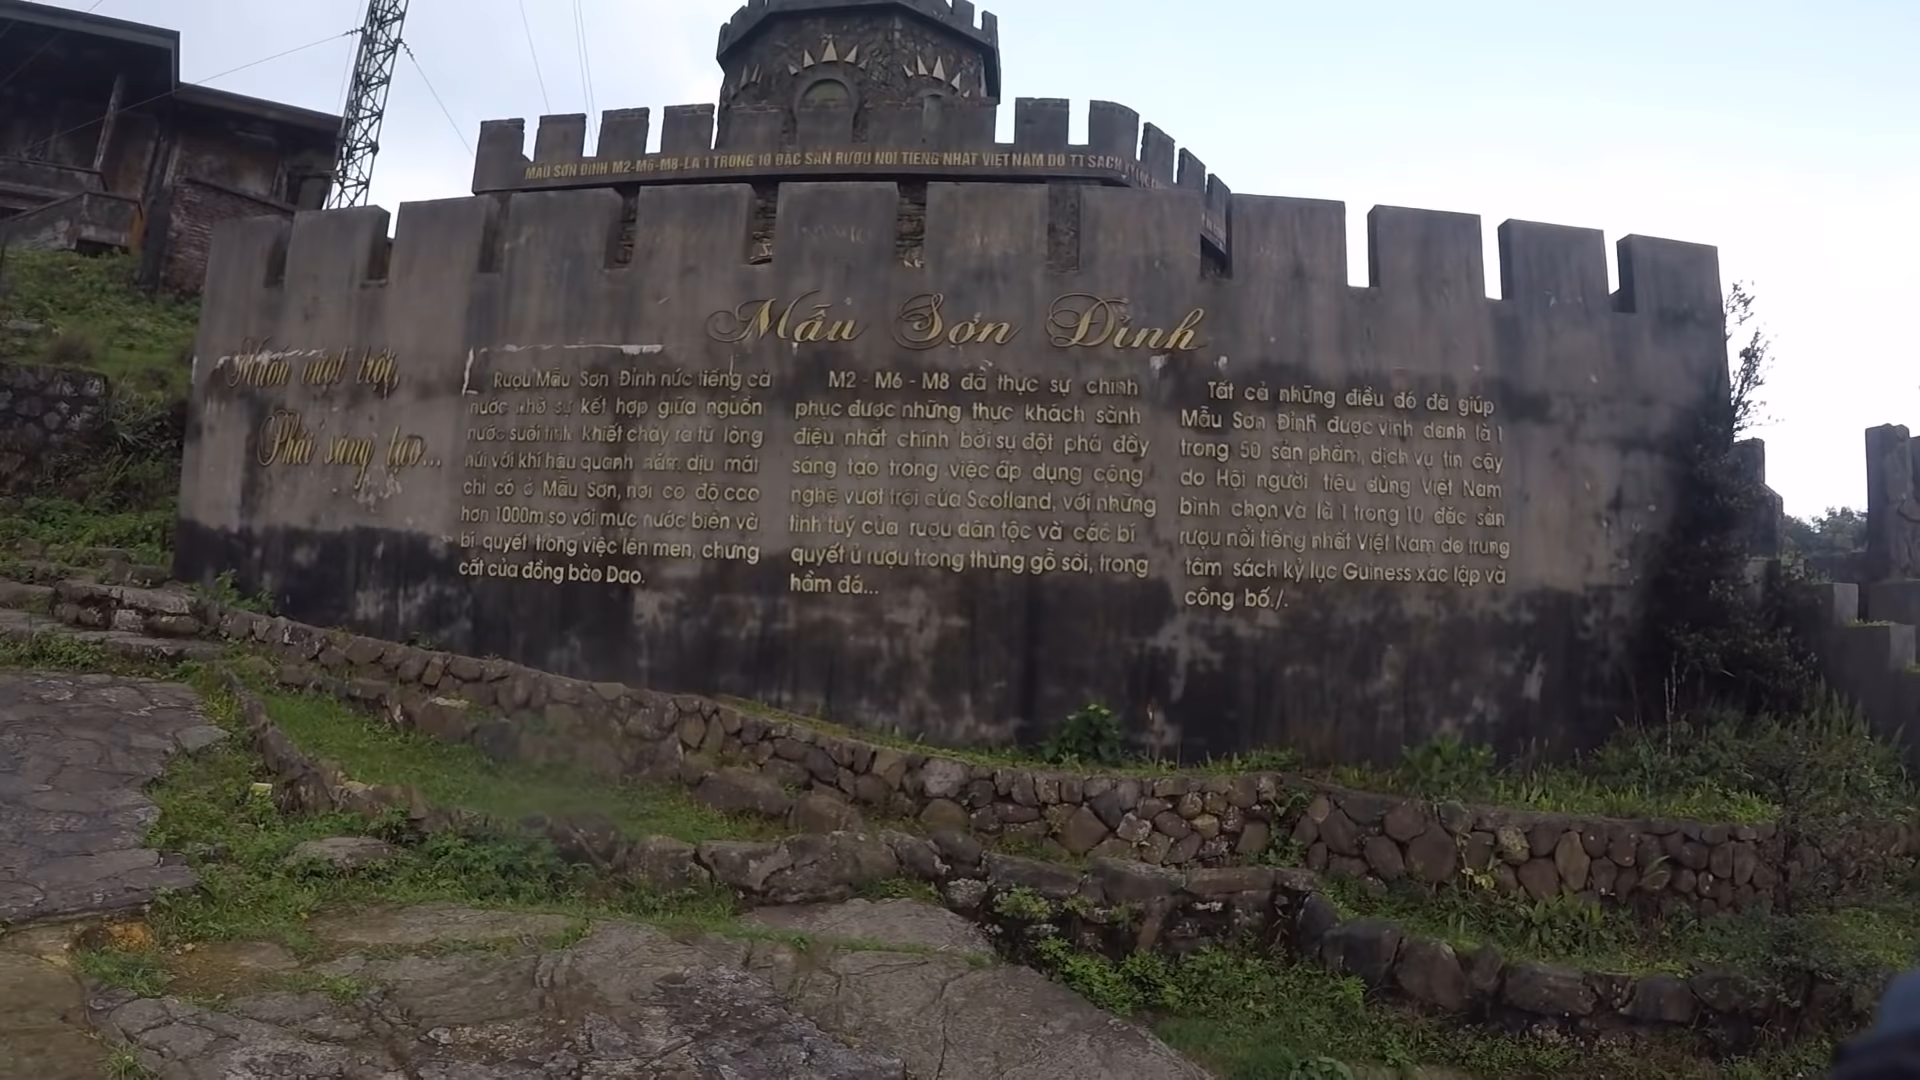 MẪU SƠN ĐỈNH M2-M6-M8-LÀ 1 TRONG 10 ĐẶC SẢN RƯỢU NỔI TIẾNG NHẤT VIỆT NAM DO TT SÁCH KỶ LỤC
Mẫu Sơn Đỉnh
Muốn vượt trội,
Phải sáng tạo...
Rượu Mẫu Sơn Đỉnh nức tiếng cả
nước nhờ sự kết hợp giữa nguồn
nước suối tinh khiết chảy ra từ lòng
núi với khí hậu quanh năm dịu mát
chỉ có ở Mẫu Sơn, nơi có độ cao
hơn 1000m so với mực nước biển và
bí quyết trong việc lên men, chưng
cất của đồng bào Dao.
M2 - M6 - M8 đã thực sự chinh
phục được những thực khách sành
điệu nhất chính bởi sự đột phá đầy
sáng tạo trong việc áp dụng công
nghệ vượt trội của Scotland, với những
tinh tuý của rượu dân tộc và các bí
quyết ủ rượu trong thùng gỗ sồi, trong
hầm đá...
Tất cả những điều đó đã giúp
Mẫu Sơn Đỉnh được vinh danh là 1
trong 50 sản phẩm, dịch vụ tin cậy
do Hội người tiêu dùng Việt Nam
bình chọn và là 1 trong 10 đặc sản
rượu nổi tiếng nhất Việt Nam do trung
tâm sách kỷ lục Guiness xác lập và
công bố./.